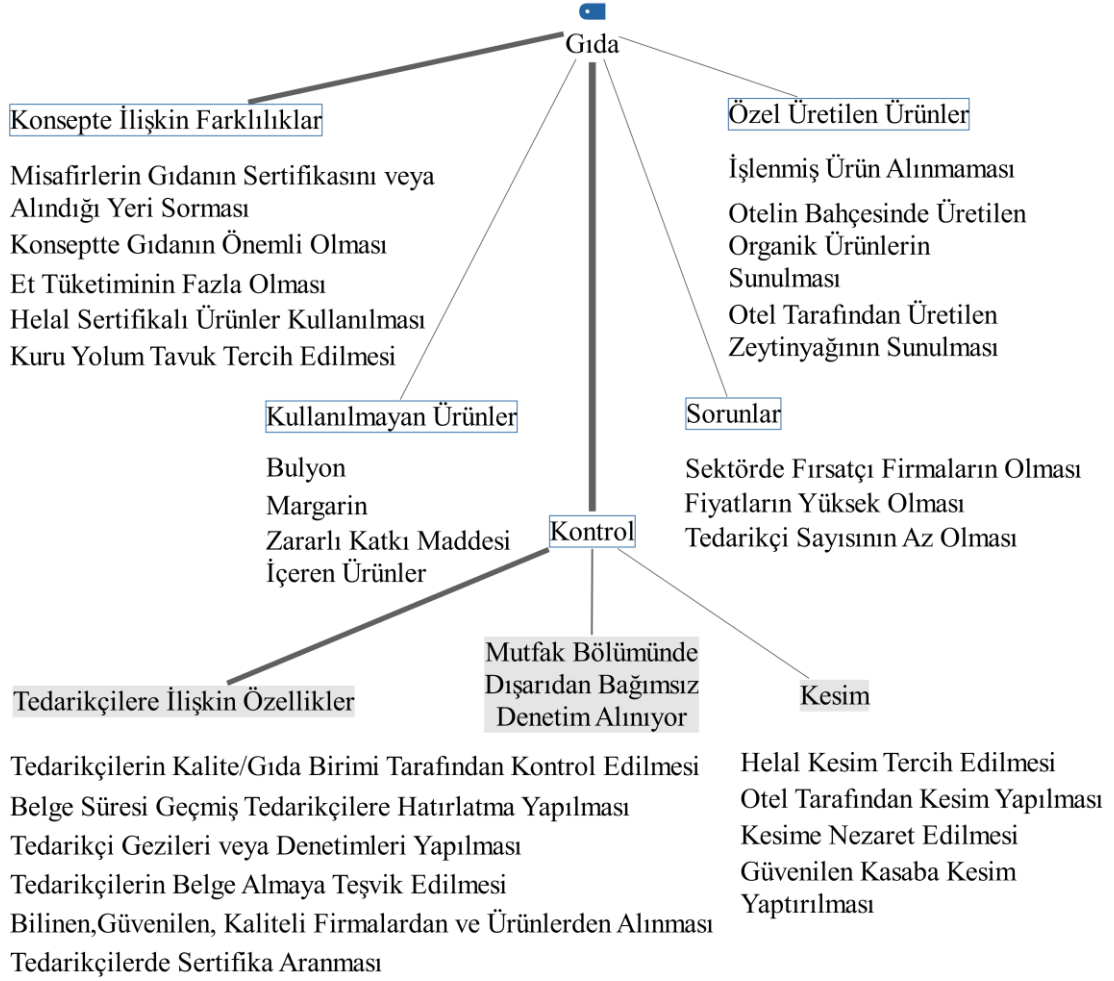 Gıda
Konsepte İlişkin Farklılıklar
Misafirlerin Gıdanın Sertifikasını veya
Alındığı Yeri Sorması
Konseptte Gıdanın Önemli Olması
Et Tüketiminin Fazla Olması
Helal Sertifikalı Ürünler Kullanılması
Kuru Yolum Tavuk Tercih Edilmesi
Özel Üretilen Ürünler
İşlenmiş Ürün Alınmaması
Otelin Bahçesinde Üretilen
Organik Ürünlerin
Sunulması
Otel Tarafından Üretilen
Zeytinyağının Sunulması
Kullanılmayan Ürünler
Bulyon
Margarin
Zararlı Katkı Maddesi
İçeren Ürünler
Sorunlar
Sektörde Fırsatçı Firmaların Olması
Fiyatların Yüksek Olması
Tedarikçi Sayısının Az Olması
Kontrol
Tedarikçilere İlişkin Özellikler
Tedarikçilerin Kalite/Gıda Birimi Tarafından Kontrol Edilmesi
Belge Süresi Geçmiş Tedarikçilere Hatırlatma Yapılması
Tedarikçi Gezileri veya Denetimleri Yapılması
Tedarikçilerin Belge Almaya Teşvik Edilmesi
Bilinen,Güvenilen, Kaliteli Firmalardan ve Ürünlerden Alınması
Tedarikçilerde Sertifika Aranması
Mutfak Bölümünde
Dışarıdan Bağımsız
Denetim Alınıyor
Kesim
Helal Kesim Tercih Edilmesi
Otel Tarafından Kesim Yapılması
Kesime Nezaret Edilmesi
Güvenilen Kasaba Kesim
Yaptırılması